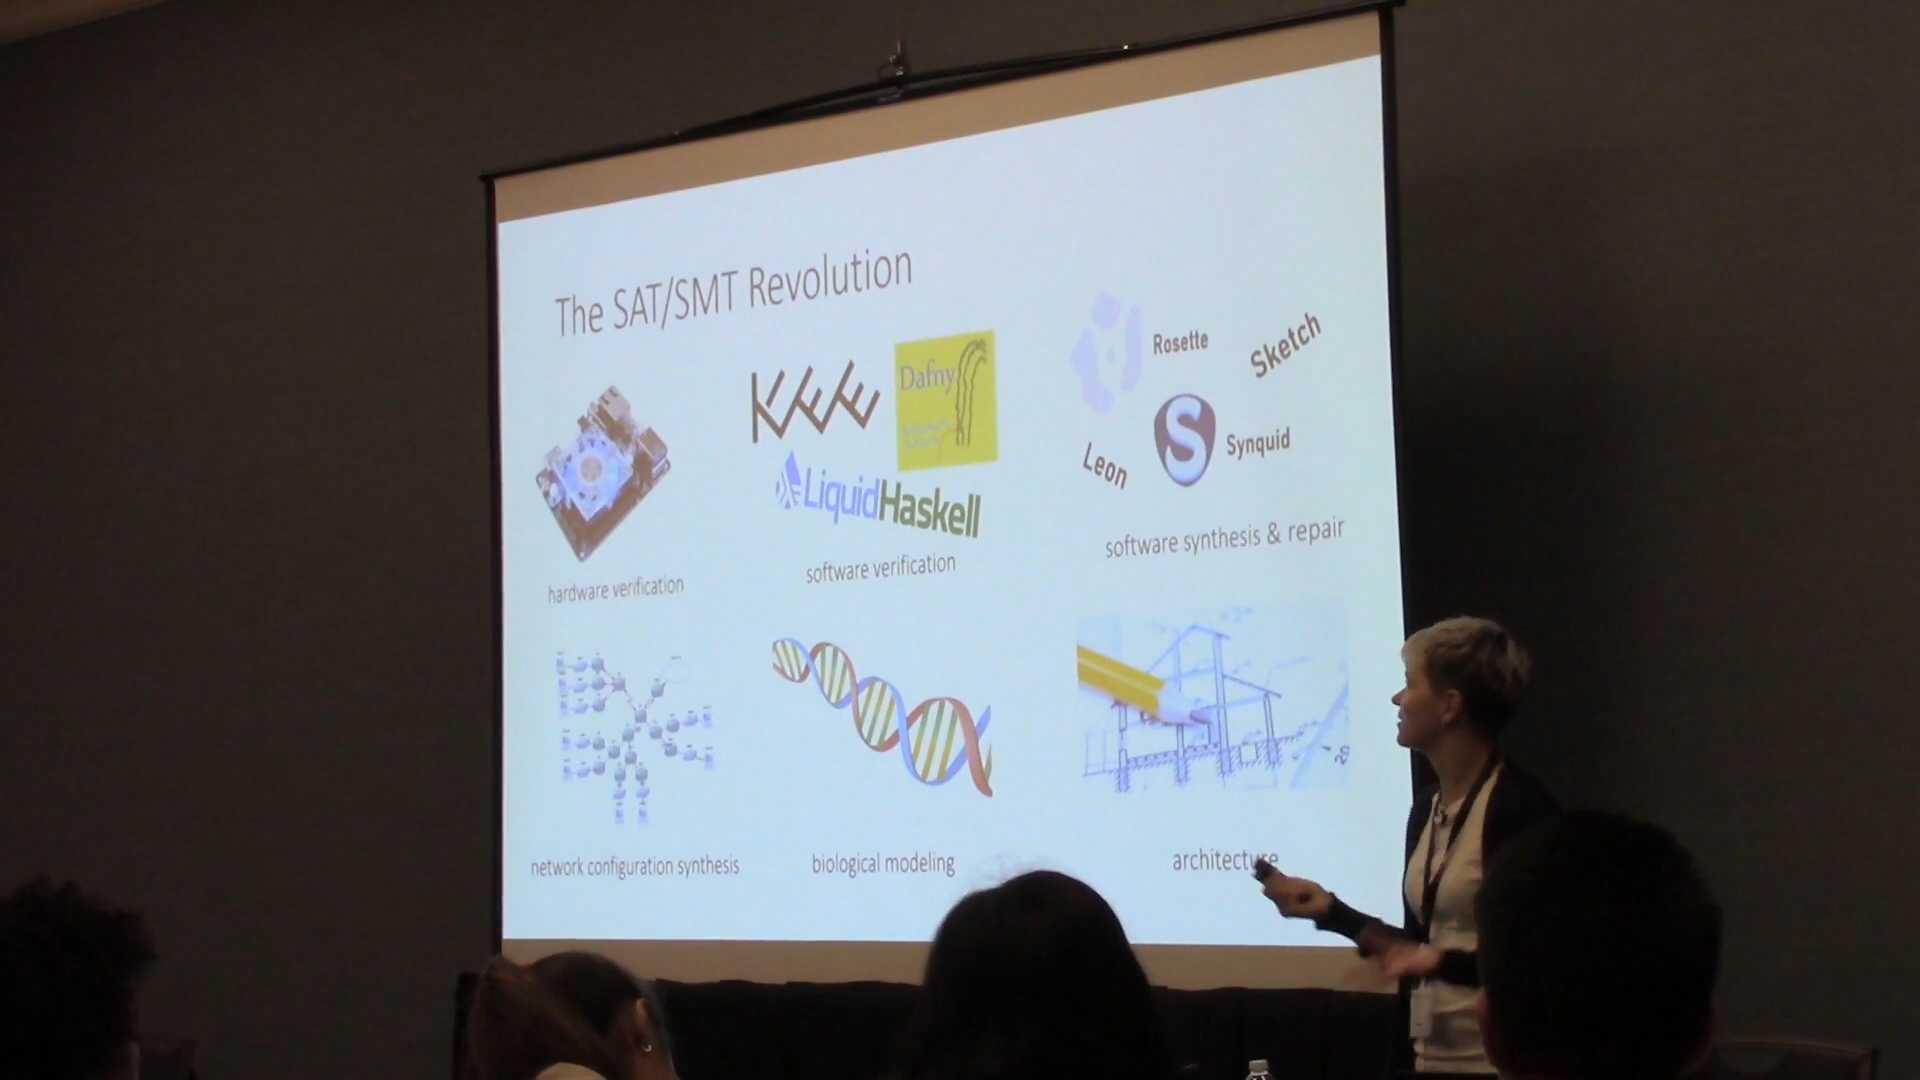 The SAT/SMT Revolution
KLEE
Dafny
LiquidHaskell
Rosette
Sketch
Leon
S
Synquid
hardware verification
software verification
software synthesis & repair
network configuration synthesis
biological modeling
architecture